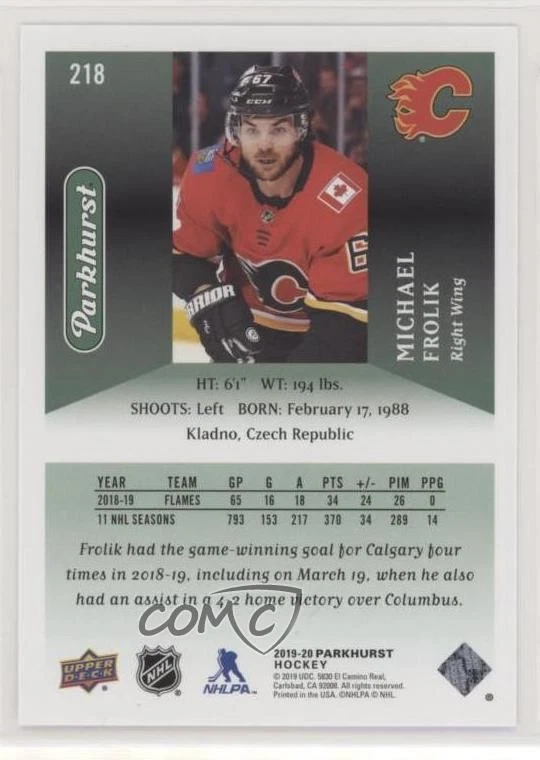 218
67
CCM
Parkhurst
6
WARRIOR
MICHAEL
FROLIK
Right Wing
HT: 6'1" WT: 194 lbs.
SHOOTS: Left BORN: February 17, 1988
Kladno, Czech Republic
YEAR TEAM GP G A PTS +/- PIM PPG
2018-19 FLAMES 65 16 18 34 24 26 0
11 NHL SEASONS 793 153 217 370 34 289 14
Frolik had the game-winning goal for Calgary four
times in 2018-19, including on March 19, when he also
had an assist in a 4-2 home victory over Columbus.
COMC
UPPER
D·E·C·K
NHL
NHLPA
2019-20 PARKHURST
HOCKEY
© 2019 UDC. 5830 El Camino Real,
Carlsbad, CA 92008. All rights reserved.
Printed in the USA. ©NHLPA © NHL.